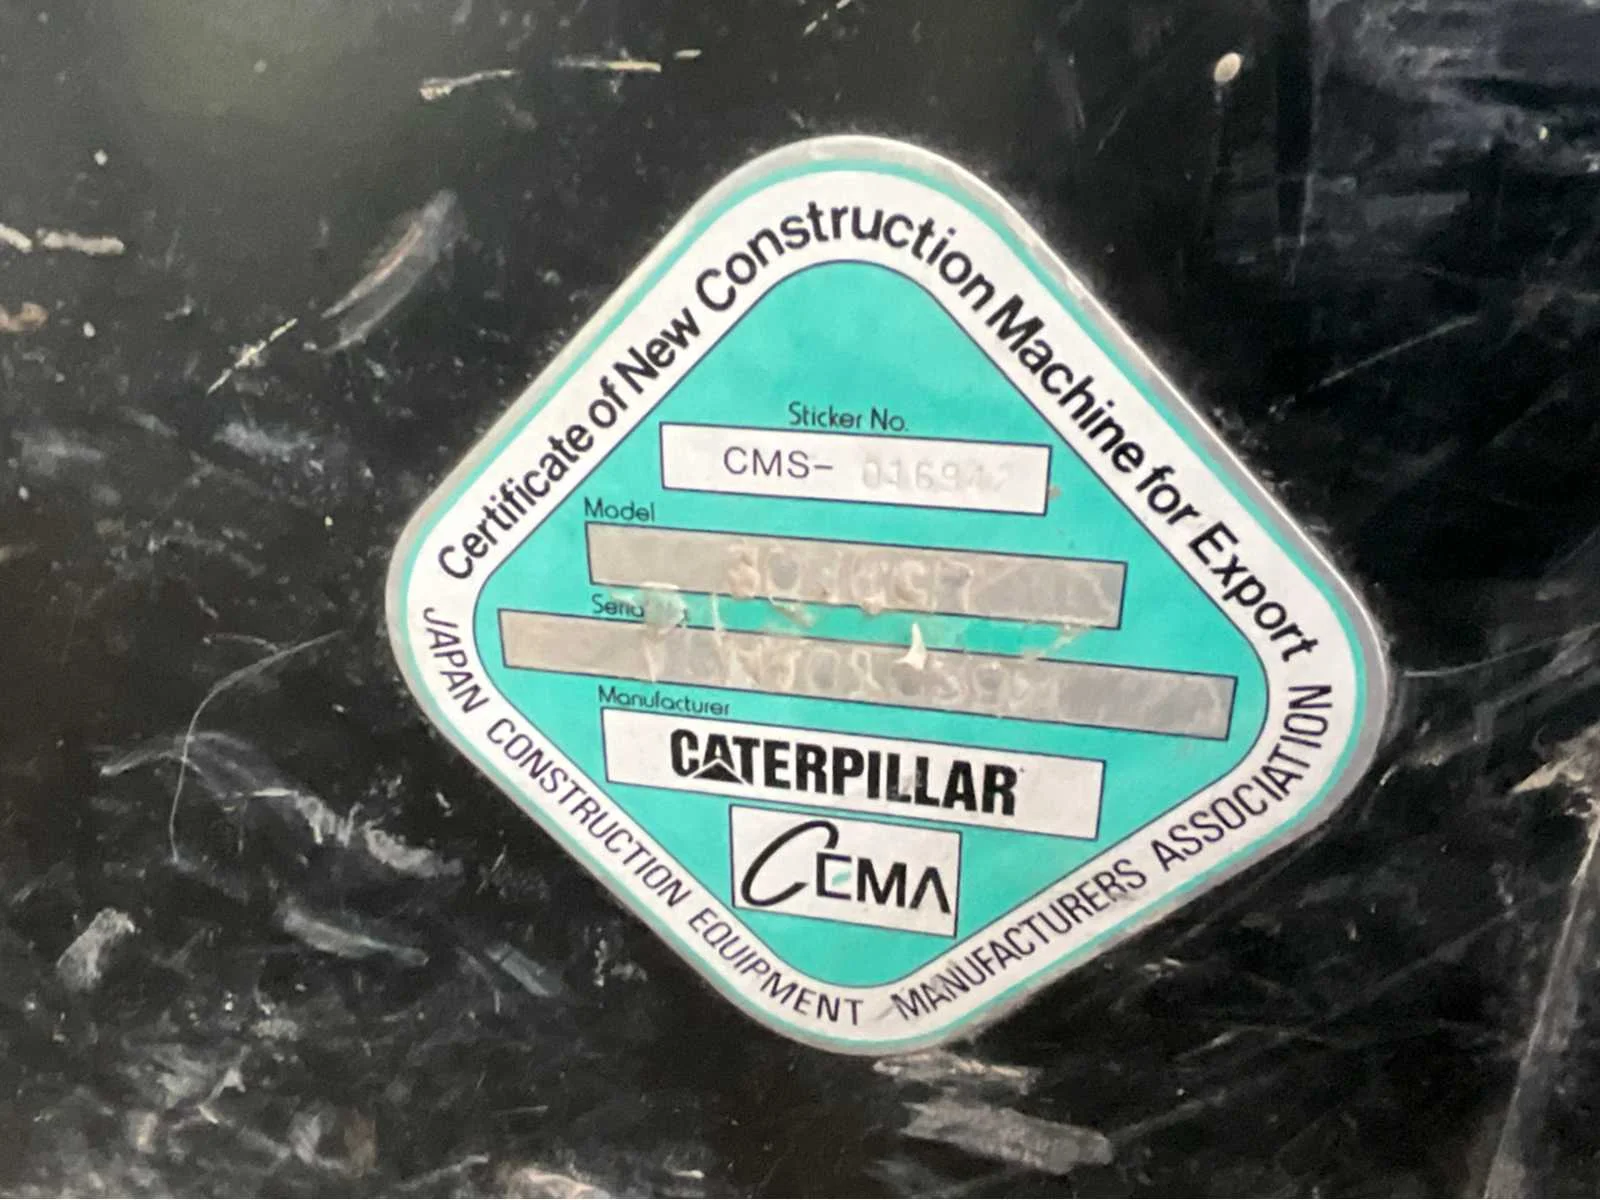 Certificate of New Construction Machine for Export
Sticker No.
CMS-
Model
Manufacturer
CATERPILLAR
CEMA
JAPAN CONSTRUCTION EQUIPMENT MANUFACTURERS ASSOCIATION